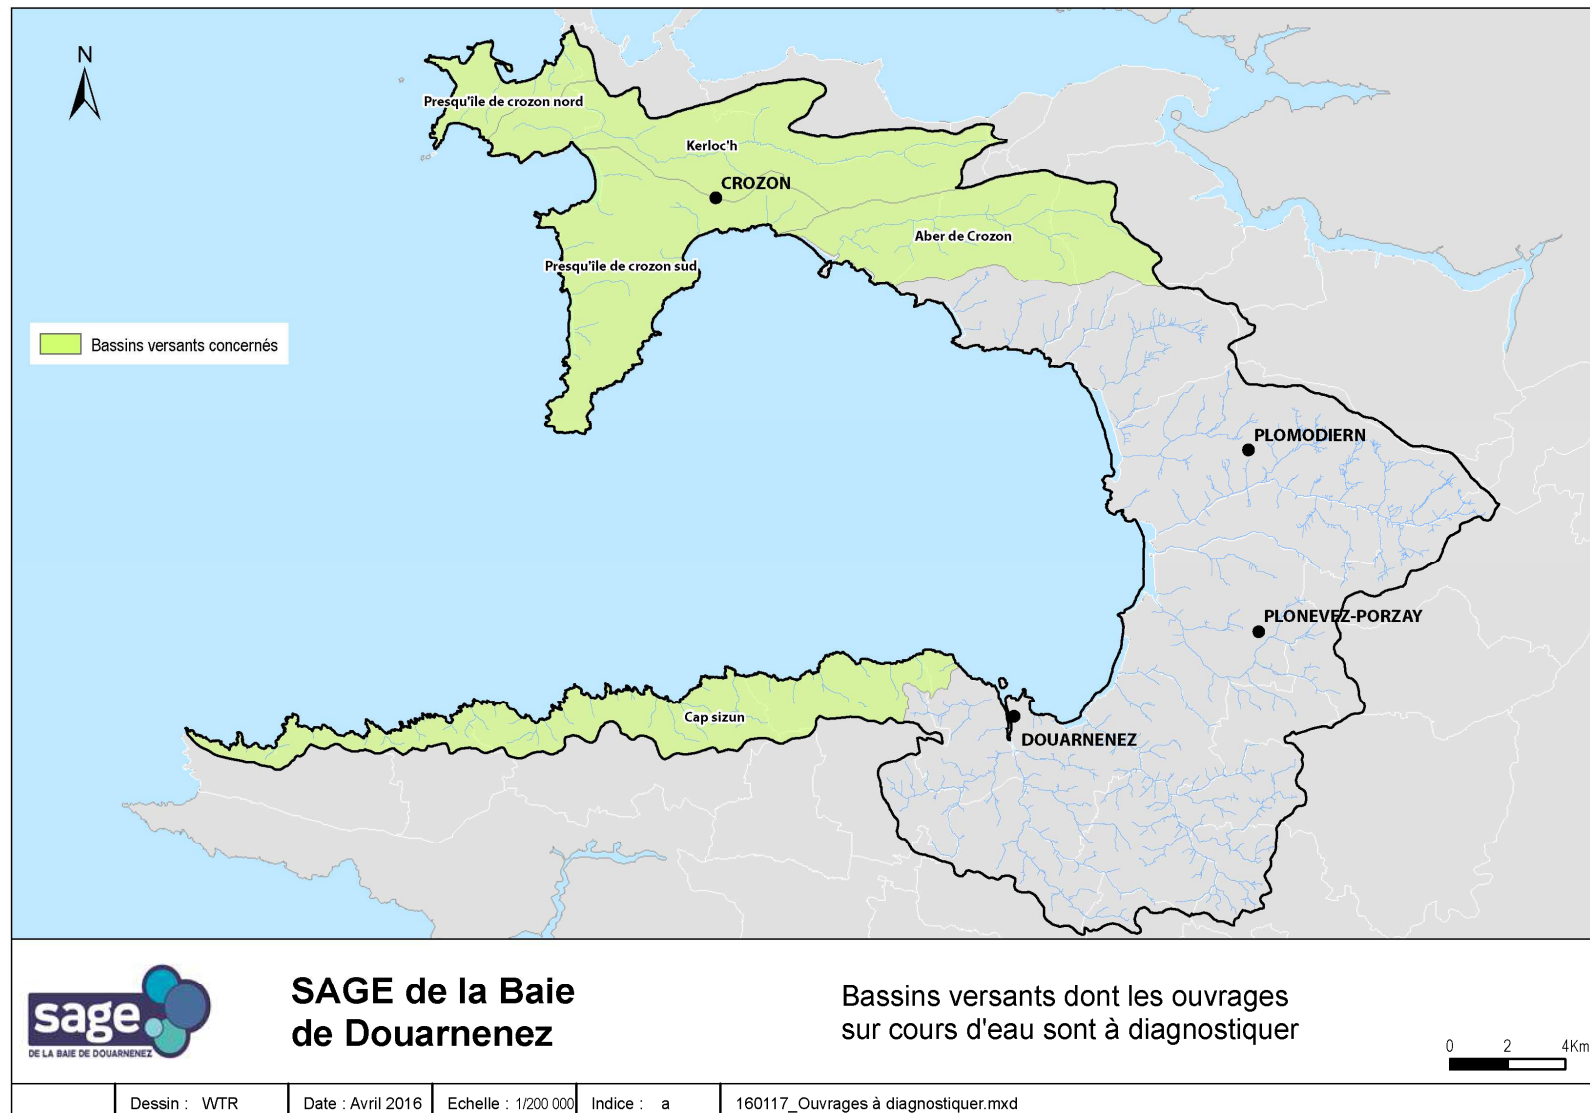 N
Presqu'île de crozon nord
Kerloc'h
CROZON
Aber de Crozon
Presqu'île de crozon sud
Bassins versants concernés
PLOMODIERN
PLONEVEZ-PORZAY
Cap sizun
DOUARNENEZ
sage
DE LA BAIE DE DOUARNENEZ
SAGE de la Baie
de Douarnenez
Bassins versants dont les ouvrages
sur cours d'eau sont à diagnostiquer
0 2 4Km
Dessin : WTR Date : Avril 2016 Echelle : 1/200 000 Indice : a 160117_Ouvrages à diagnostiquer.mxd